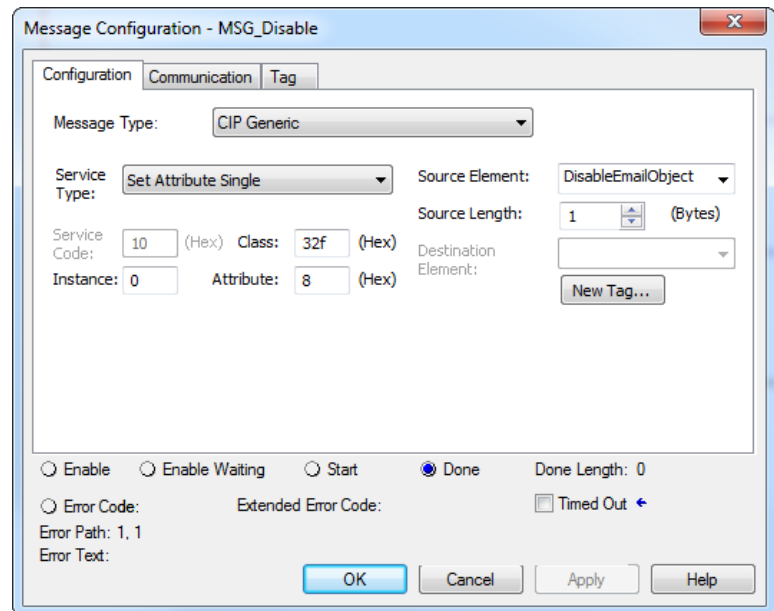 Message Configuration - MSG_Disable
Configuration Communication Tag
Message Type: CIP Generic
Service Type: Set Attribute Single
Source Element: DisableEmailObject
Source Length: 1 (Bytes)
Service Code: 10 (Hex) Class: 32f (Hex)
Destination Element:
Instance: 0 Attribute: 8 (Hex)
New Tag...
Enable Enable Waiting Start Done Done Length: 0
Error Code: Extended Error Code: Timed Out
Error Path: 1, 1
Error Text:
OK Cancel Apply Help